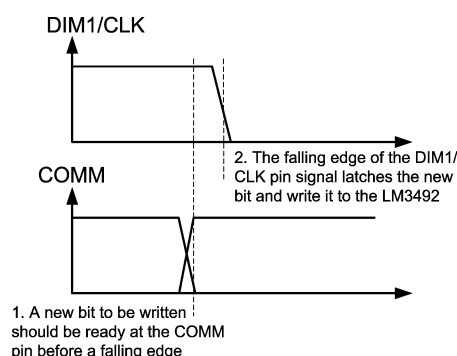 DIM1/CLK
2. The falling edge of the DIM1/
CLK pin signal latches the new
bit and write it to the LM3492
COMM
1. A new bit to be written
should be ready at the COMM
pin before a falling edge